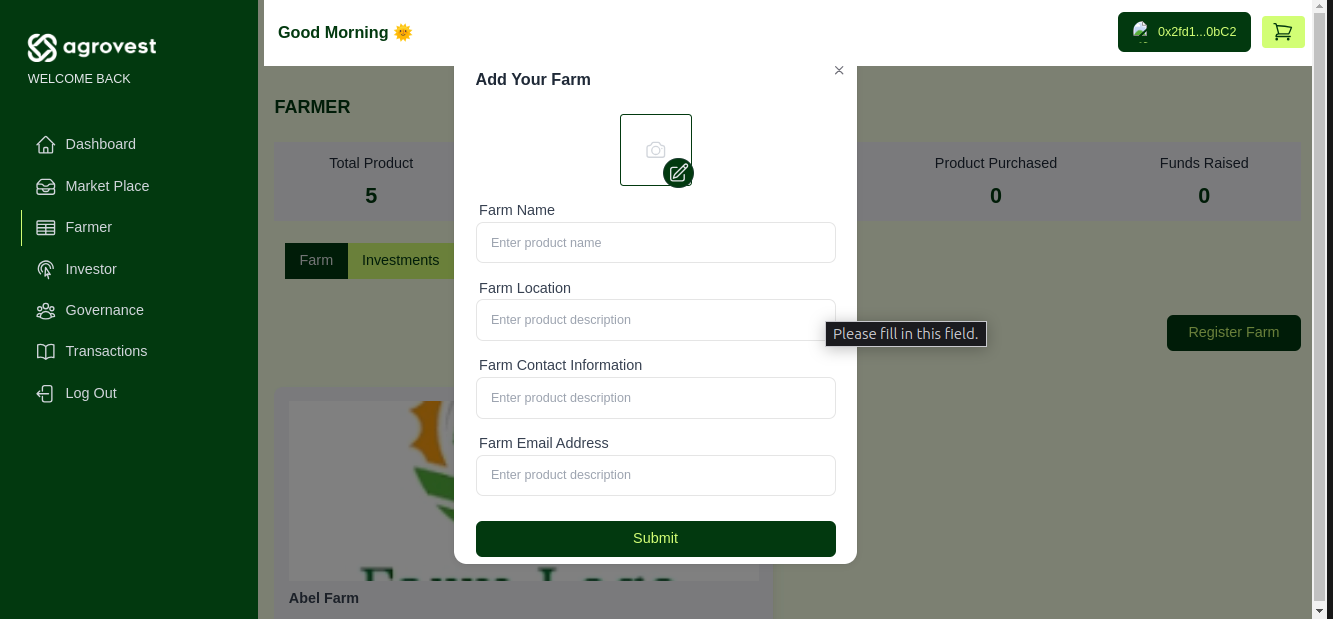 agrovest
WELCOME BACK
Dashboard
Market Place
Farmer
Investor
Governance
Transactions
Log Out
Good Morning 🌞
0x2fd1...0bC2
FARMER
Total Product
5
Product Purchased
0
Funds Raised
0
Farm
Investments
Register Farm
Abel Farm
Add Your Farm
Farm Name
Enter product name
Farm Location
Enter product description
Please fill in this field.
Farm Contact Information
Enter product description
Farm Email Address
Enter product description
Submit